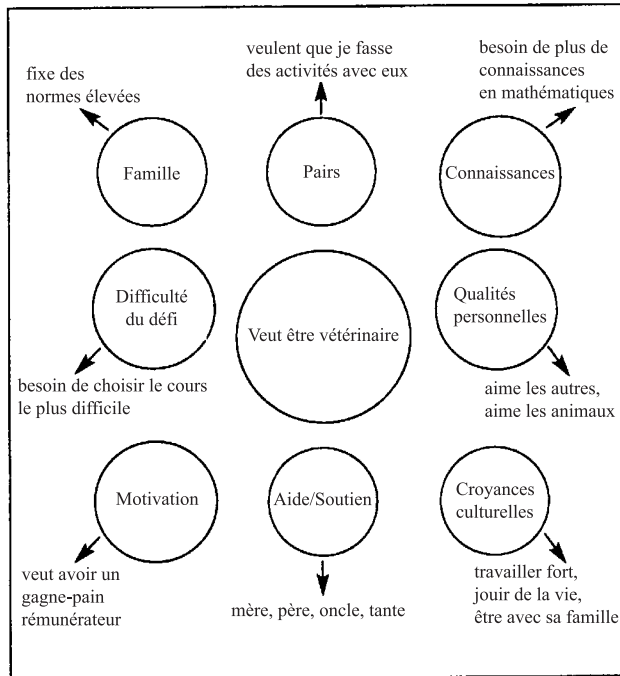 fixe des
normes élevées
veulent que je fasse
des activités avec eux
besoin de plus de
connaissances
en mathématiques
Famille
Pairs
Connaissances
Difficulté
du défi
Veut être vétérinaire
Qualités
personnelles
besoin de choisir le cours
le plus difficile
aime les autres,
aime les animaux
Motivation
Aide/Soutien
Croyances
culturelles
veut avoir un
gagne-pain
rémunérateur
mère, père, oncle, tante
travailler fort,
jouir de la vie,
être avec sa famille